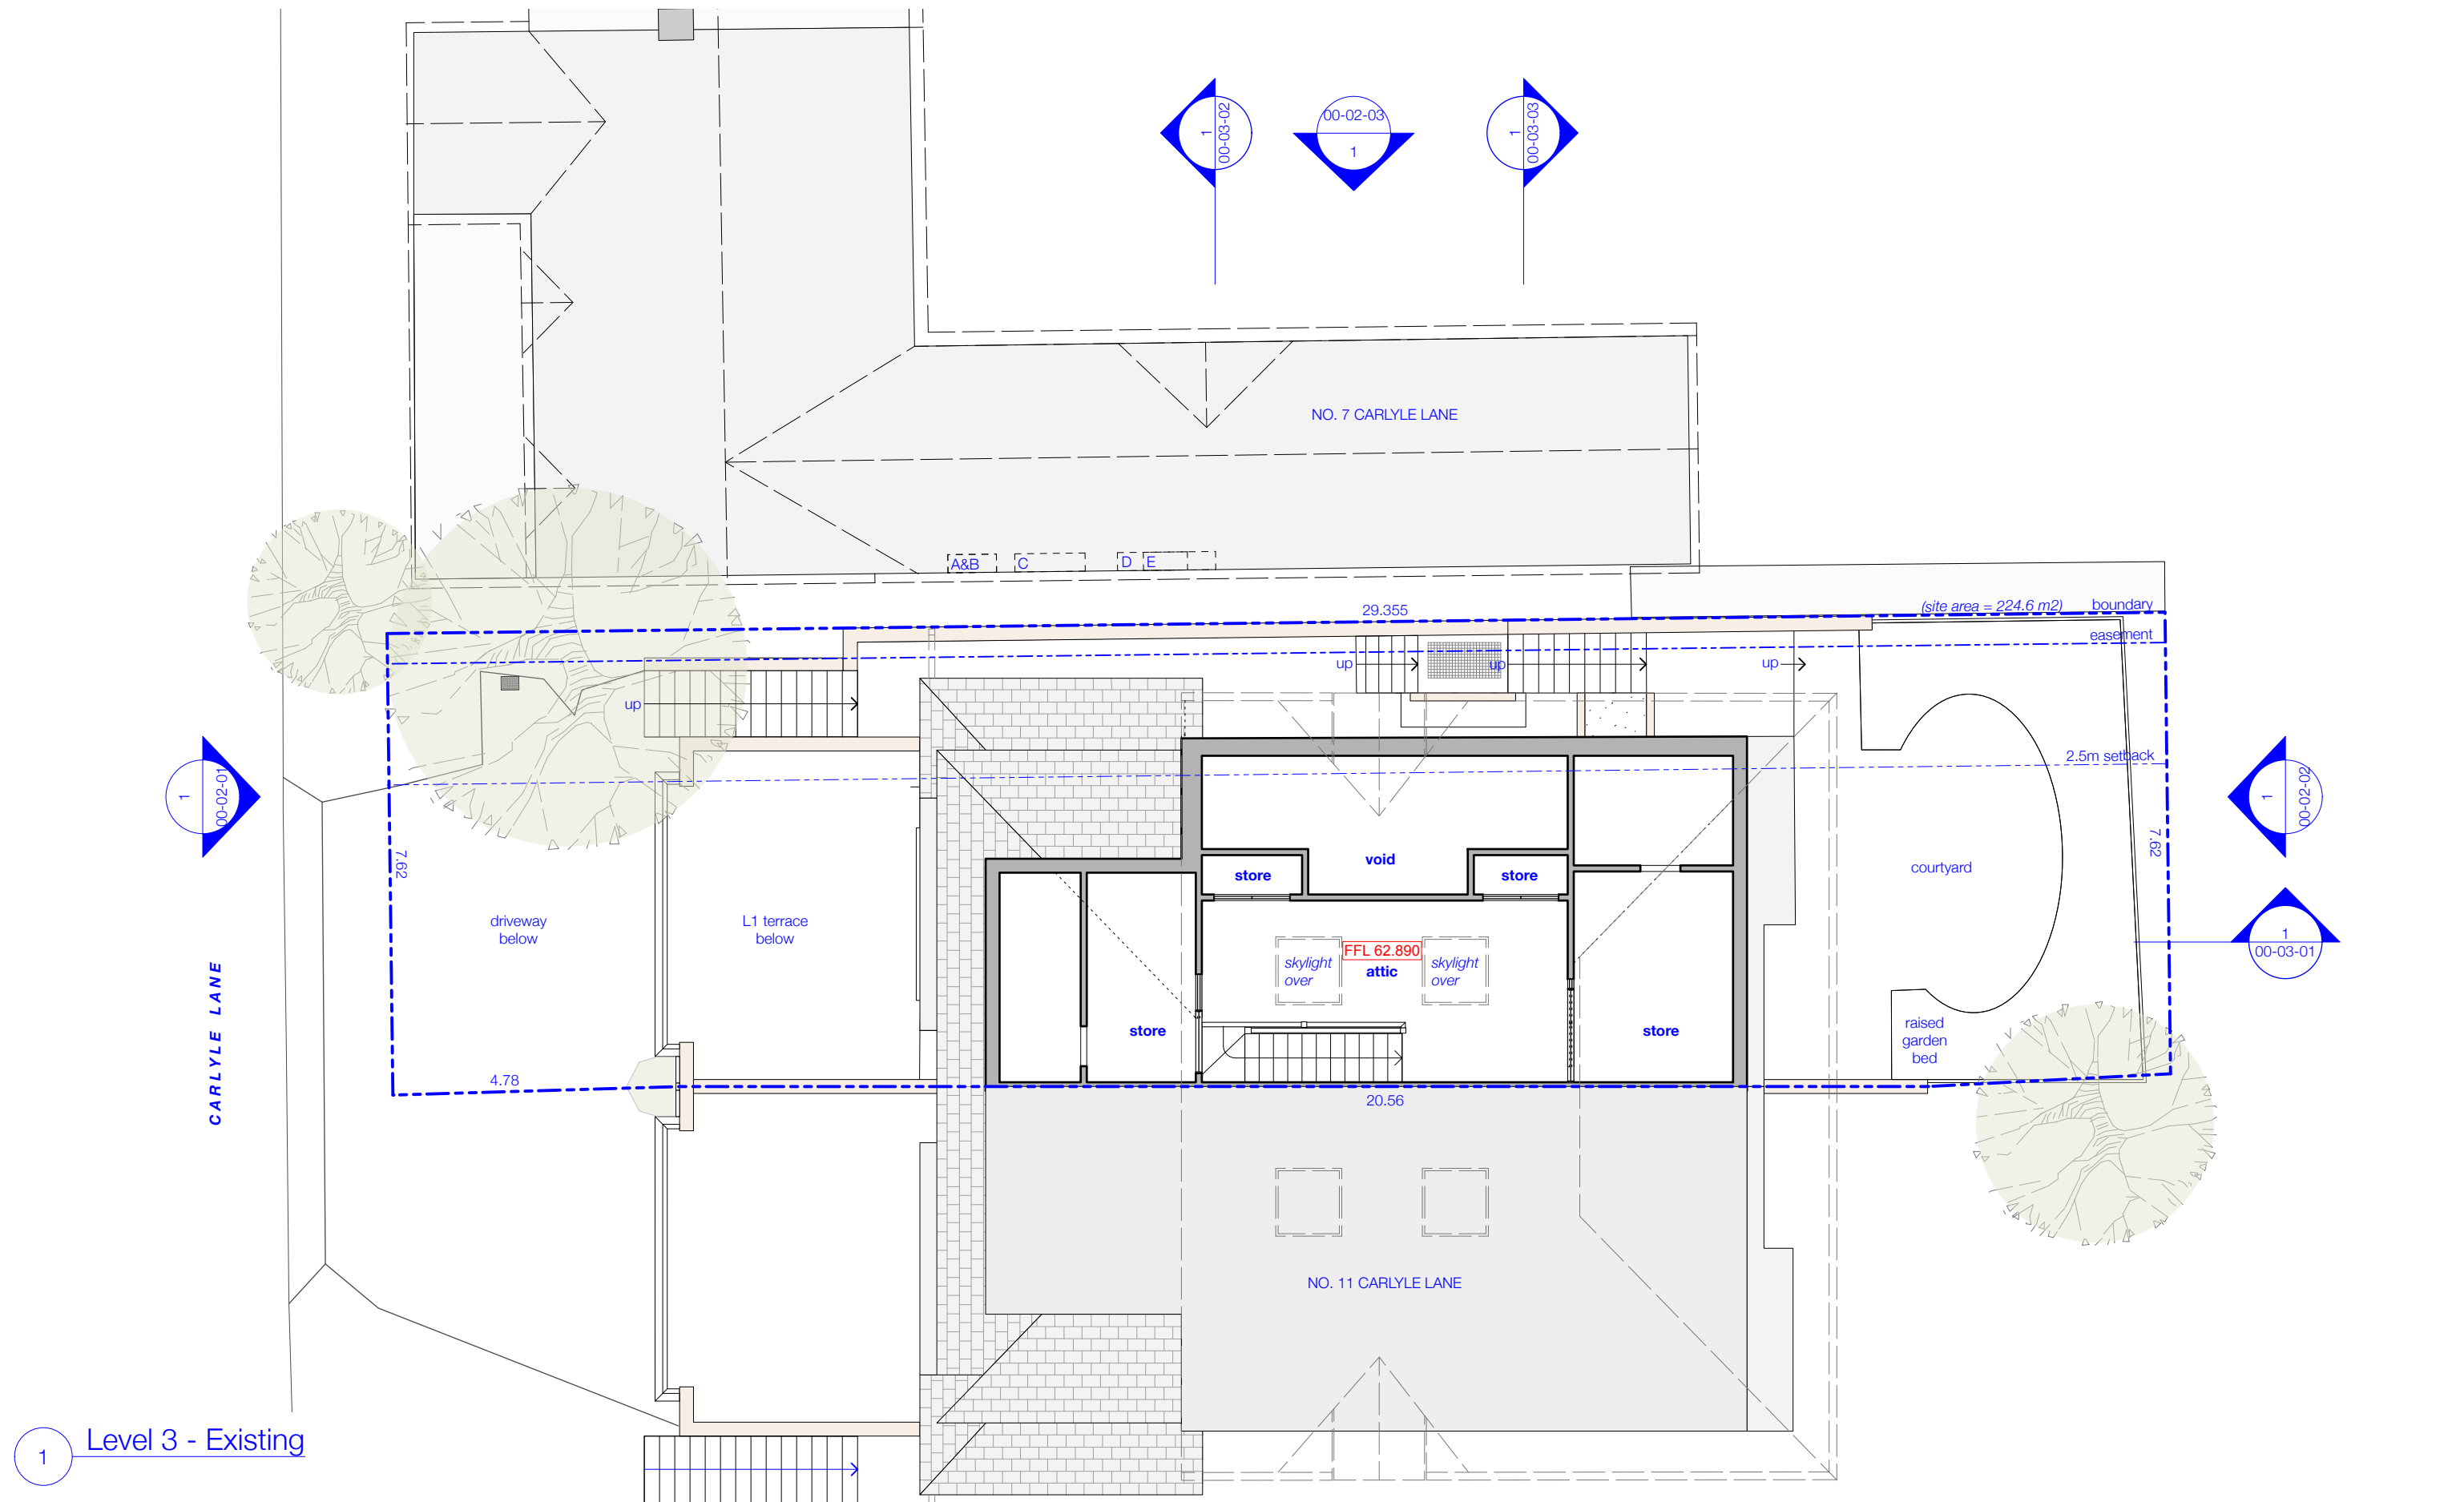 1
00-03-02
00-02-03
1
1
00-03-03
NO. 7 CARLYLE LANE
A&B
C
D
E
29.355
(site area = 224.6 m2)
boundary
easement
up
up
up
up
2.5m setback
1
00-02-01
1
00-02-02
7.62
7.62
void
store
store
courtyard
driveway
below
L1 terrace
below
FFL 62.890
attic
skylight
over
skylight
over
1
00-03-01
store
store
raised
garden
bed
CARLYLE LANE
4.78
20.56
NO. 11 CARLYLE LANE
1
Level 3 - Existing